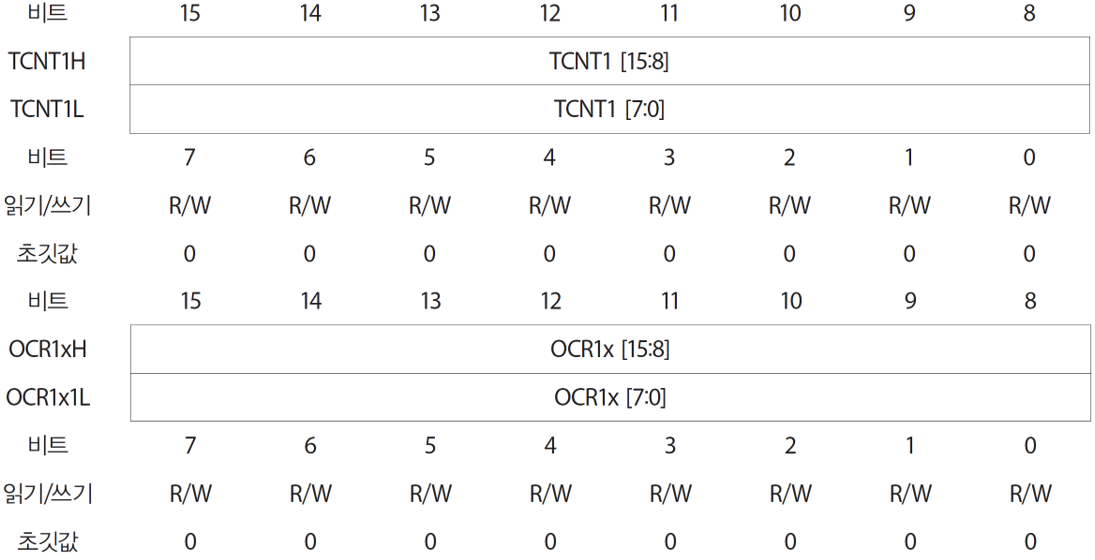 비트 15 14 13 12 11 10 9 8
TCNT1H TCNT1 [15:8]
TCNT1L TCNT1 [7:0]
비트 7 6 5 4 3 2 1 0
읽기/쓰기 R/W R/W R/W R/W R/W R/W R/W R/W
초깃값 0 0 0 0 0 0 0 0
비트 15 14 13 12 11 10 9 8
OCR1xH OCR1x [15:8]
OCR1x1L OCR1x [7:0]
비트 7 6 5 4 3 2 1 0
읽기/쓰기 R/W R/W R/W R/W R/W R/W R/W R/W
초깃값 0 0 0 0 0 0 0 0